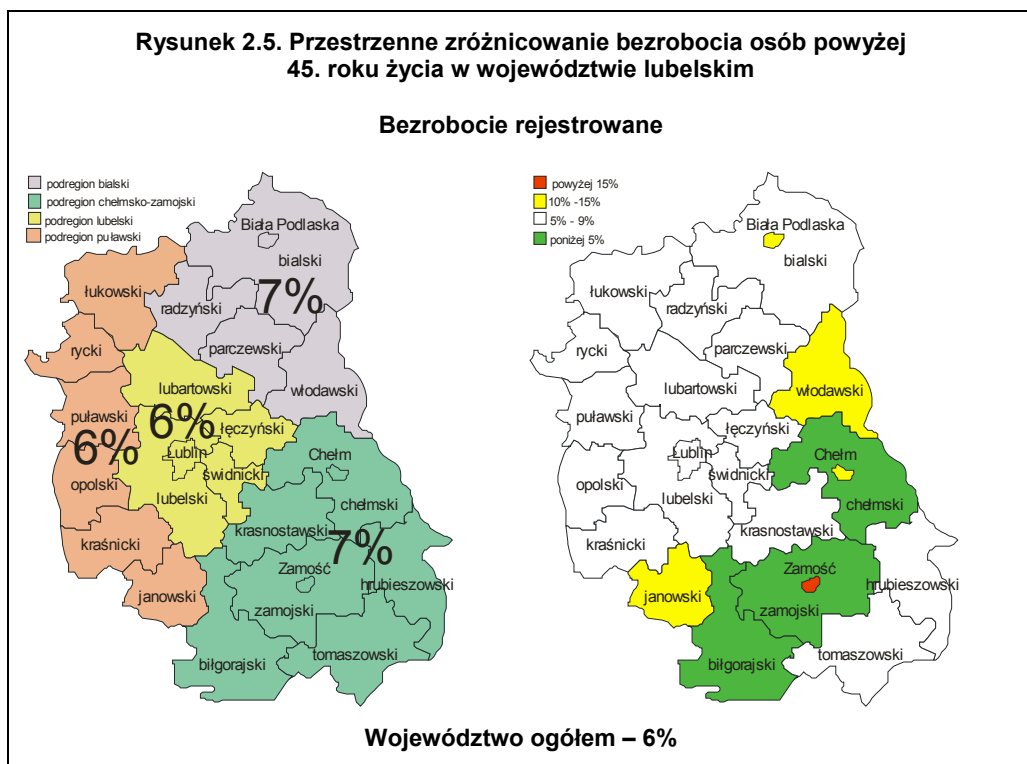 Rysunek 2.5. Przestrzenne zróżnicowanie bezrobocia osób powyżej
45. roku życia w województwie lubelskim
Bezrobocie rejestrowane
podregion bialski
podregion chełmsko-zamojski
podregion lubelski
podregion puławski
Biała Podlaska
bialski
łukowski
7%
radzyński
rycki
parczewski
lubartowski
włodawski
puławski
6%
6%
łęczyński
Lublin
Chełm
świdnicki
opolski
lubelski
chełmski
krasnostawski
7%
kraśnicki
Zamość
hrubieszowski
janowski
zamojski
biłgorajski
tomaszowski
powyżej 15%
10% -15%
5% - 9%
poniżej 5%
Biała Podlaska
bialski
łukowski
radzyński
rycki
parczewski
lubartowski
włodawski
puławski
łęczyński
Lublin
Chełm
świdnicki
opolski
lubelski
chełmski
krasnostawski
kraśnicki
Zamość
hrubieszowski
janowski
zamojski
biłgorajski
tomaszowski
Województwo ogółem – 6%